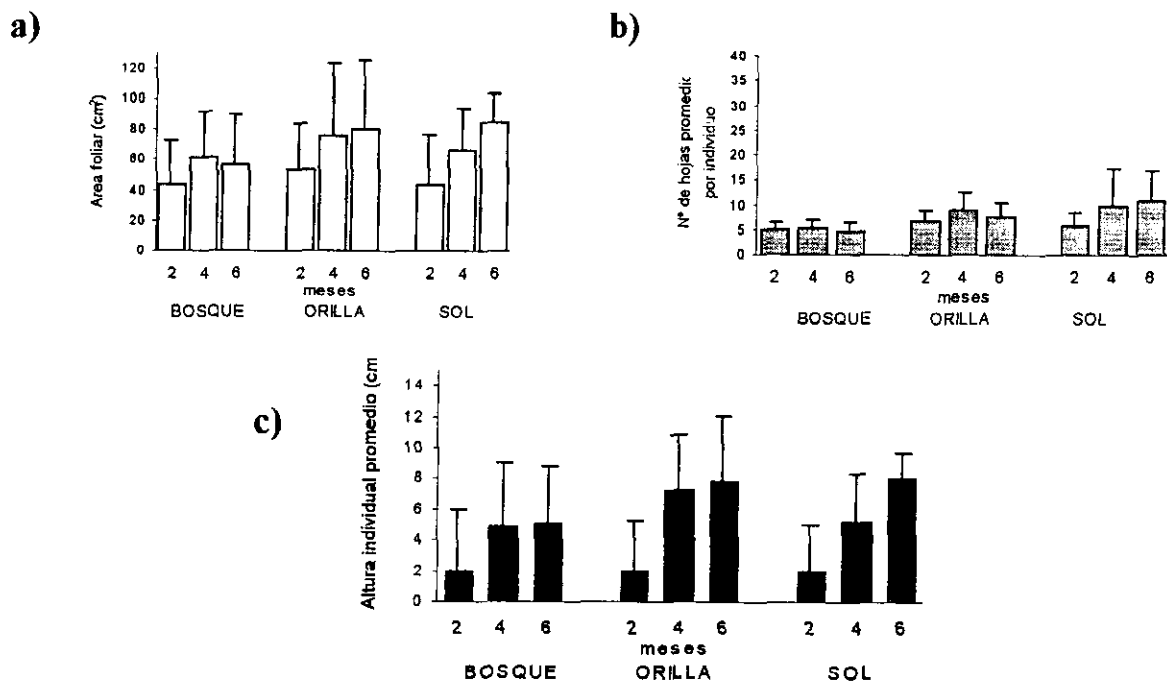 a)
Area foliar (cm²)
120
100
80
60
40
20
0
2 4 6 2 4 6 2 4 6
meses
BOSQUE ORILLA SOL
b)
N° de hojas promedio
por individuo
40
35
30
25
20
15
10
5
0
2 4 6 2 4 6 2 4 6
meses
BOSQUE ORILLA SOL
c)
Altura individual promedio (cm
14
12
10
8
6
4
2
0
2 4 6 2 4 6 2 4 6
meses
BOSQUE ORILLA SOL